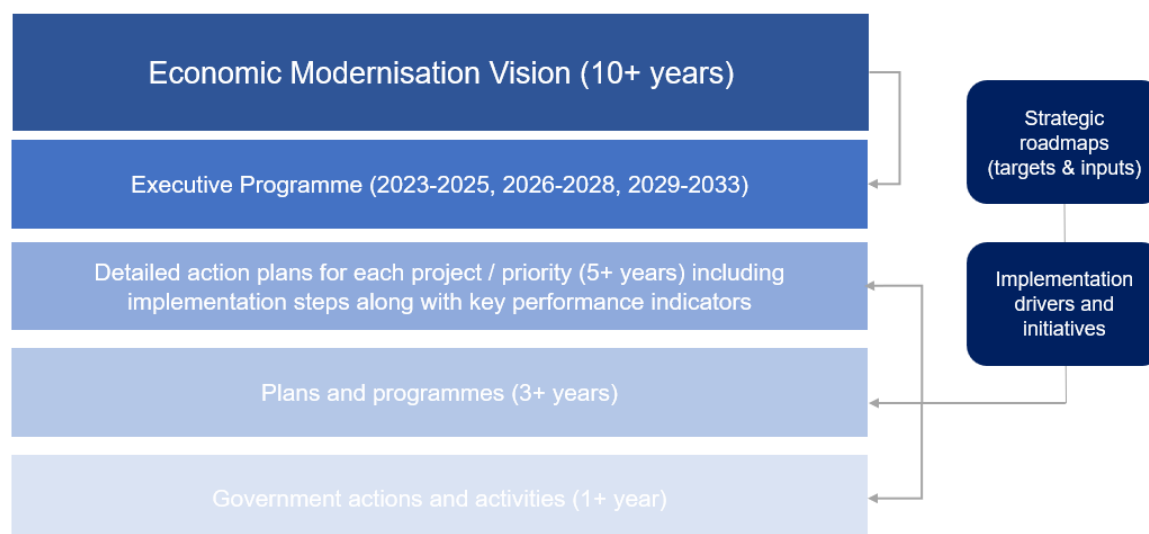 Economic Modernisation Vision (10+ years)
Executive Programme (2023-2025, 2026-2028, 2029-2033)
Detailed action plans for each project / priority (5+ years) including
implementation steps along with key performance indicators
Plans and programmes (3+ years)
Government actions and activities (1+ year)
Strategic
roadmaps
(targets & inputs)
Implementation
drivers and
initiatives